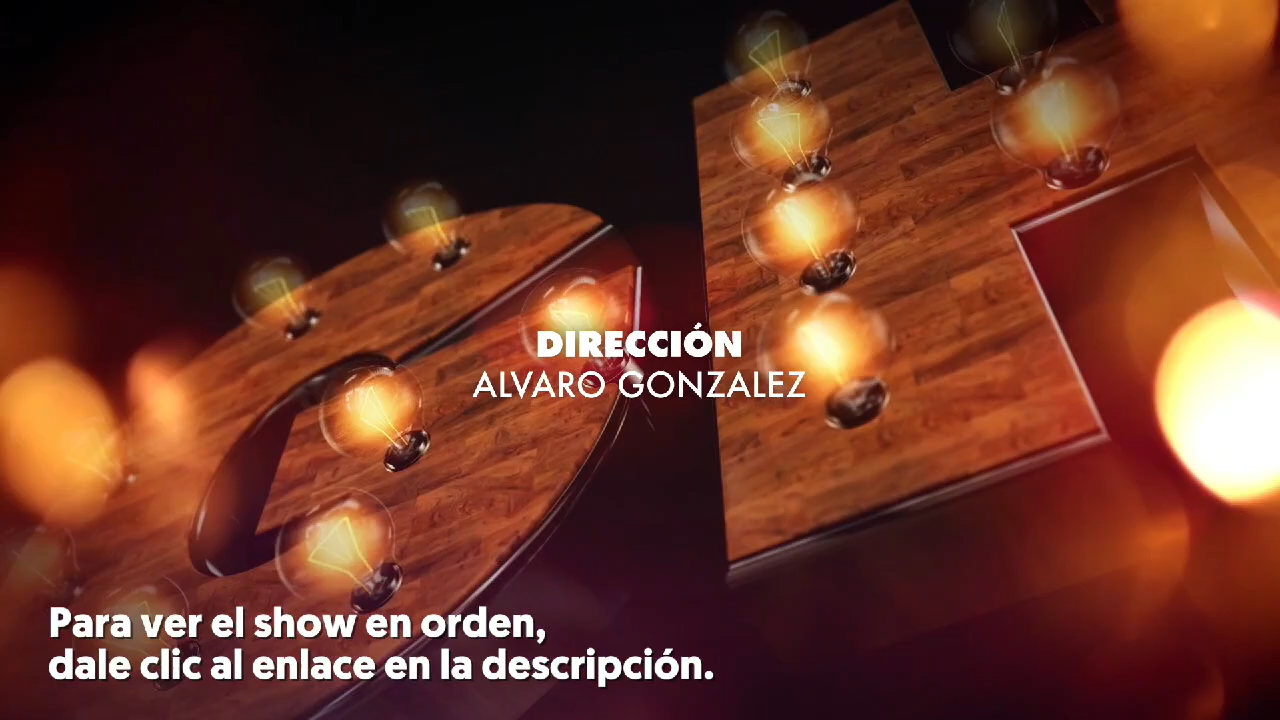 DIRECCIÓN
ALVARO GONZALEZ
Para ver el show en orden,
dale clic al enlace en la descripción.